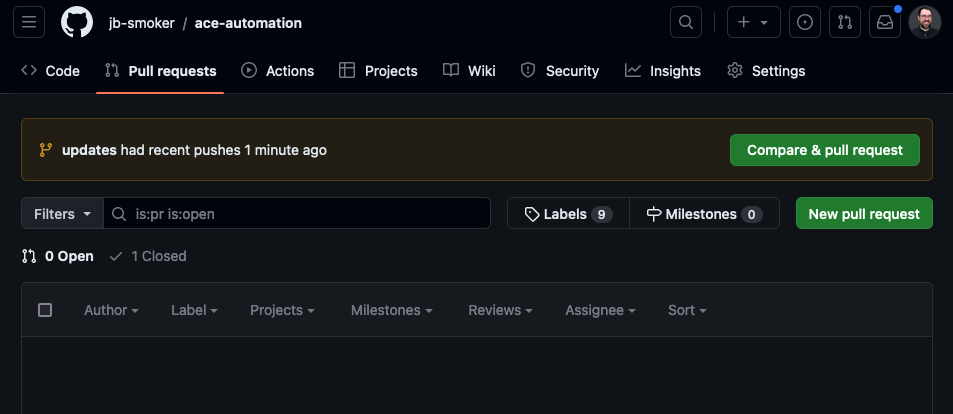 jb-smoker / ace-automation
Code Pull requests Actions Projects Wiki Security Insights Settings
updates had recent pushes 1 minute ago Compare & pull request
Filters is:pr is:open Labels 9 Milestones 0 New pull request
0 Open 1 Closed
Author Label Projects Milestones Reviews Assignee Sort